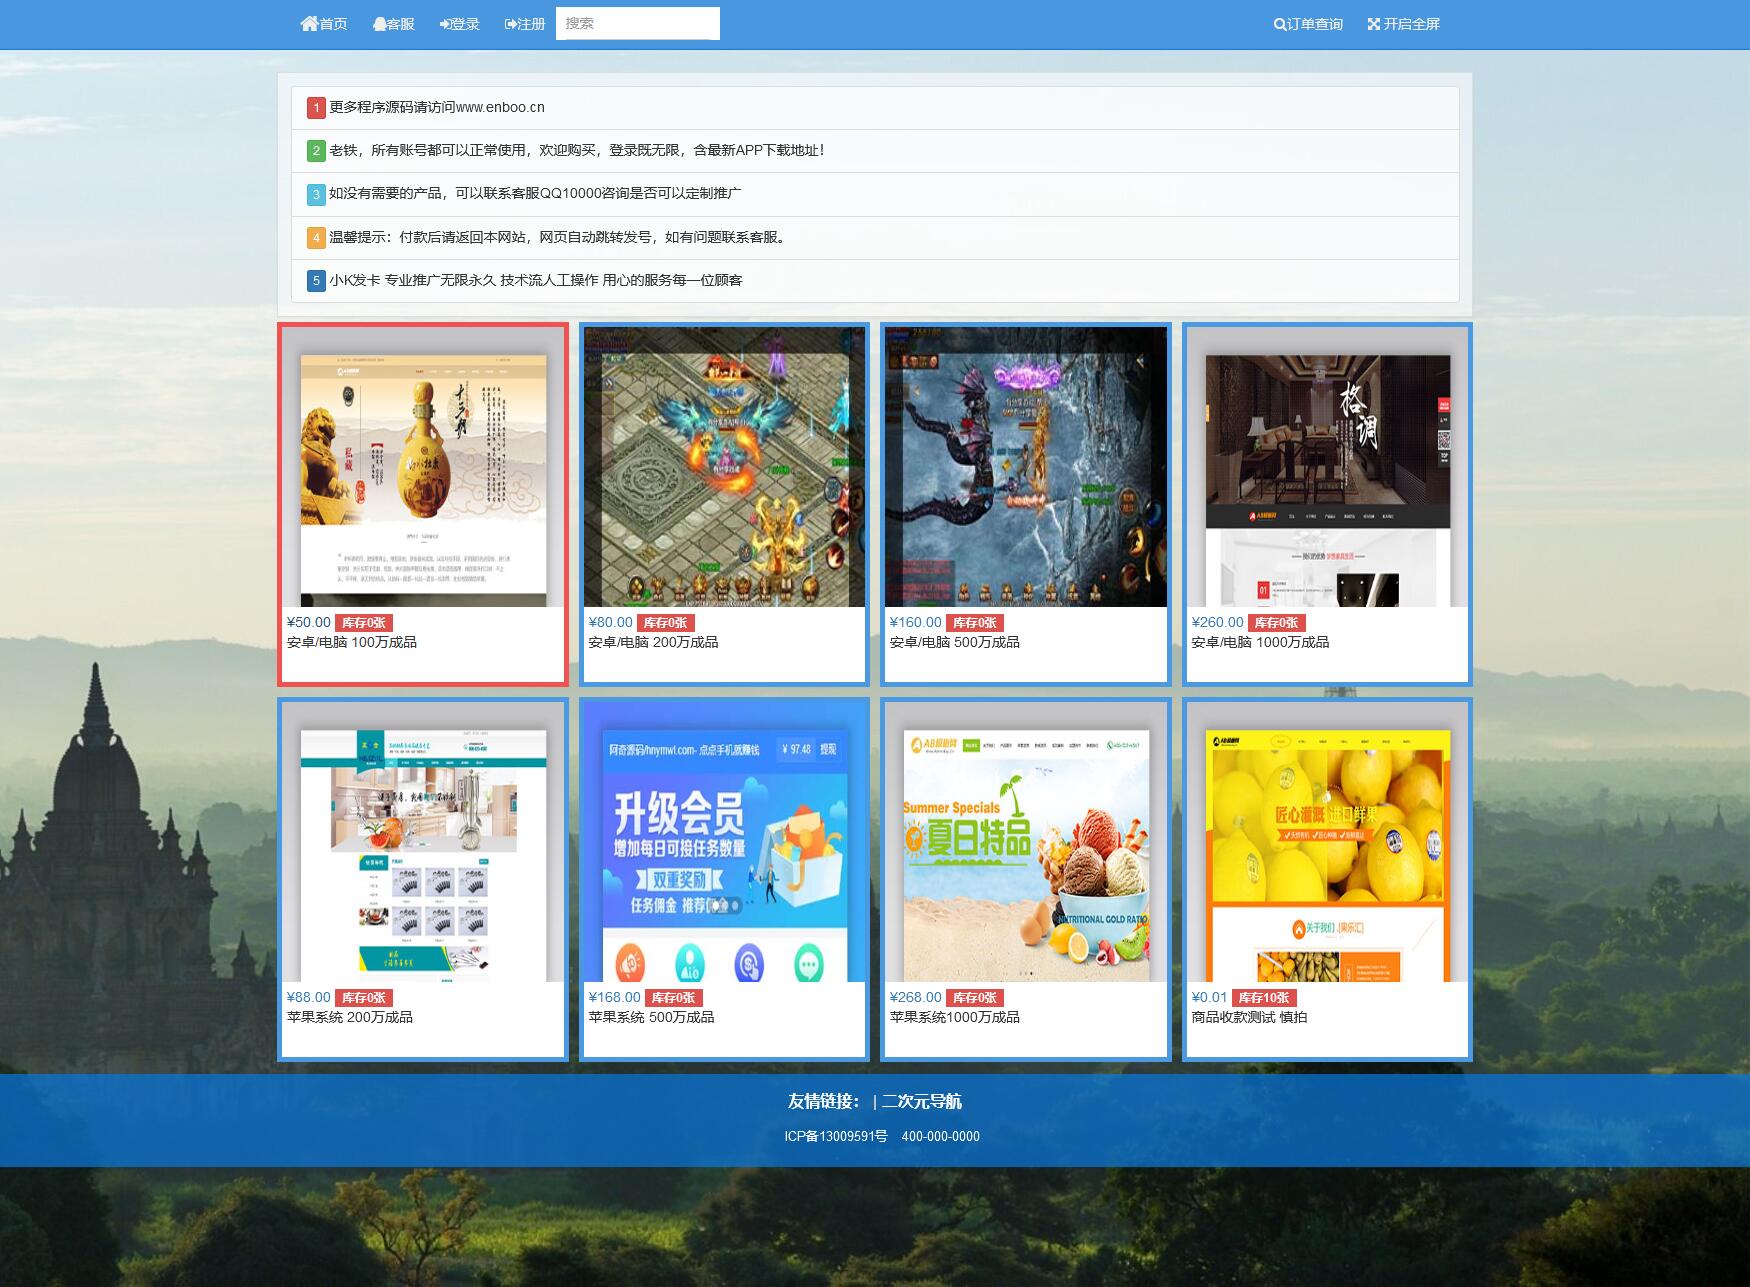 首页 客服 登录 注册 搜索 订单查询 开启全屏
1 更多程序源码请访问www.enboo.cn
2 老铁，所有账号都可以正常使用，欢迎购买，登录既无限，含最新APP下载地址！
3 如没有需要的产品，可以联系客服QQ10000咨询是否可以定制推广
4 温馨提示：付款后请返回本网站，网页自动跳转发号，如有问题联系客服。
5 小K发卡 专业推广无限永久 技术流人工操作 用心的服务每一位顾客
私藏
格调
01
¥50.00 库存0张
安卓/电脑 100万成品
¥80.00 库存0张
安卓/电脑 200万成品
¥160.00 库存0张
安卓/电脑 500万成品
¥260.00 库存0张
安卓/电脑 1000万成品
阿奇源码/hnymwl.com- 点点手机就赚钱 ¥ 97.48 提现
升级会员
增加每日可接任务数量
双重奖励
任务佣金 推荐佣金
AB模板网
Summer Specials
夏日特品
NUTRITIONAL GOLD RATIO
匠心灌溉 进口鲜果
关于我们 .[果乐汇]
¥88.00 库存0张
苹果系统 200万成品
¥168.00 库存0张
苹果系统 500万成品
¥268.00 库存0张
苹果系统1000万成品
¥0.01 库存10张
商品收款测试 慎拍
友情链接： | 二次元导航
ICP备13009591号 400-000-0000